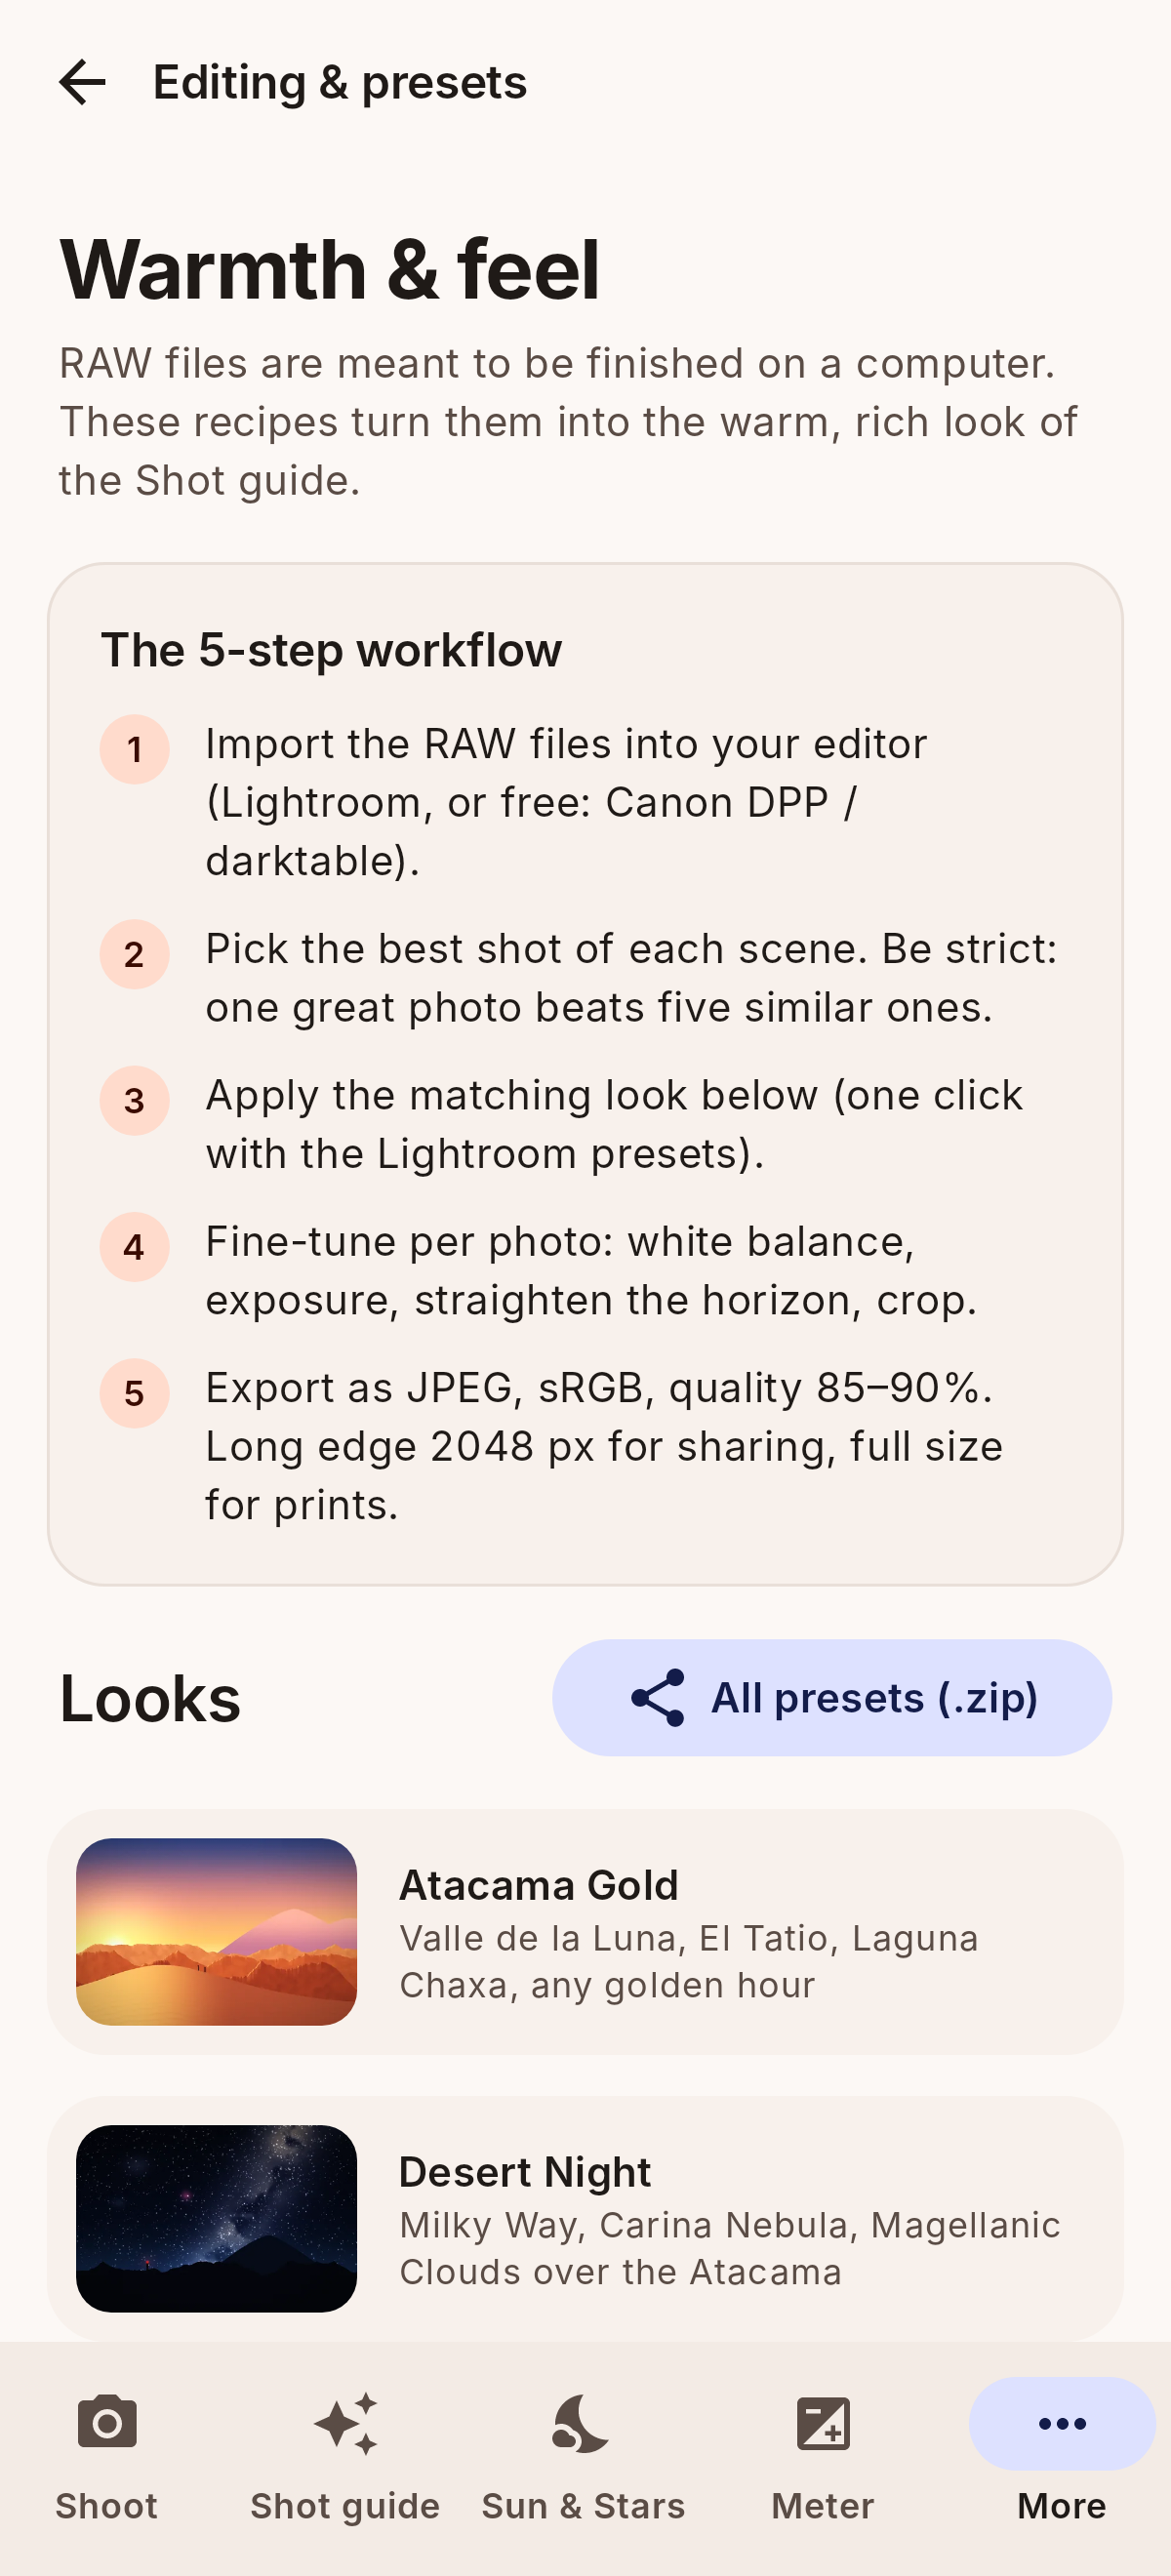 Editing & presets
Warmth & feel
RAW files are meant to be finished on a computer.
These recipes turn them into the warm, rich look of
the Shot guide.
The 5-step workflow
1 Import the RAW files into your editor
(Lightroom, or free: Canon DPP /
darktable).
2 Pick the best shot of each scene. Be strict:
one great photo beats five similar ones.
3 Apply the matching look below (one click
with the Lightroom presets).
4 Fine-tune per photo: white balance,
exposure, straighten the horizon, crop.
5 Export as JPEG, sRGB, quality 85–90%.
Long edge 2048 px for sharing, full size
for prints.
Looks All presets (.zip)
Atacama Gold
Valle de la Luna, El Tatio, Laguna
Chaxa, any golden hour
Desert Night
Milky Way, Carina Nebula, Magellanic
Clouds over the Atacama
Shoot Shot guide Sun & Stars Meter More